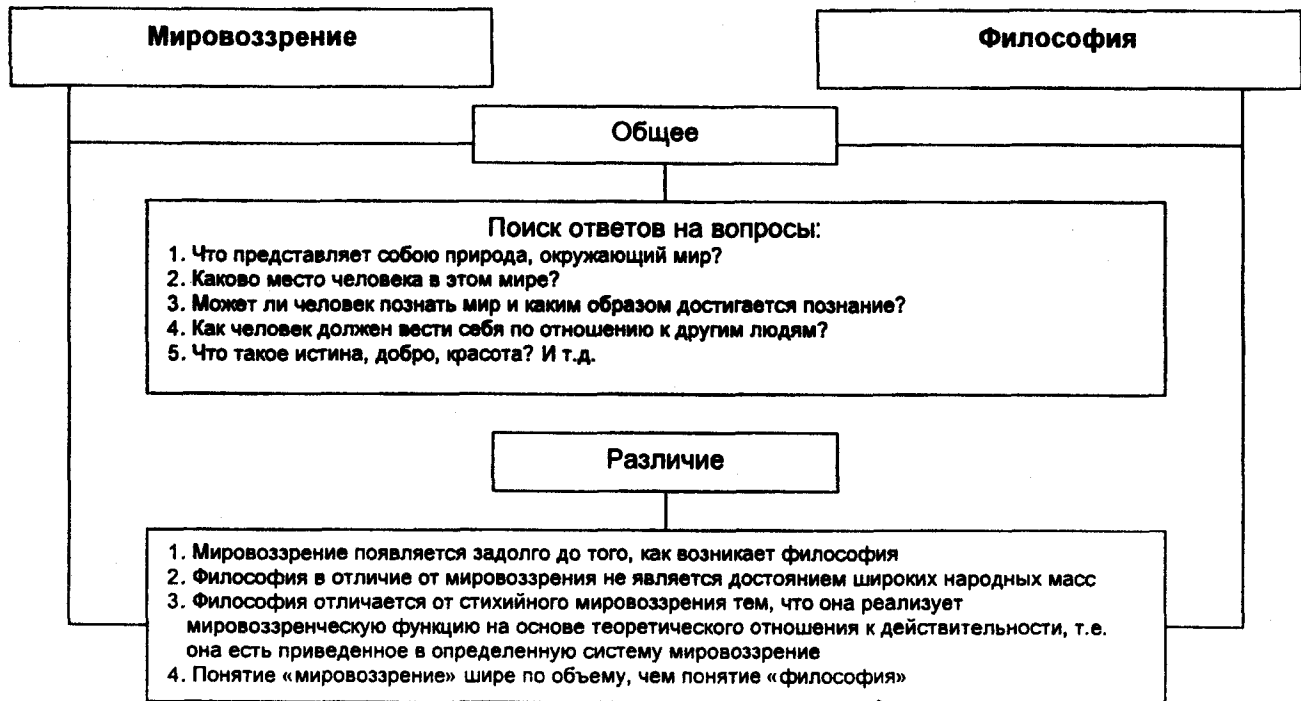 Мировоззрение
Философия
Общее
Поиск ответов на вопросы:
1. Что представляет собою природа, окружающий мир?
2. Каково место человека в этом мире?
3. Может ли человек познать мир и каким образом достигается познание?
4. Как человек должен вести себя по отношению к другим людям?
5. Что такое истина, добро, красота? И т.д.
Различие
1. Мировоззрение появляется задолго до того, как возникает философия
2. Философия в отличие от мировоззрения не является достоянием широких народных масс
3. Философия отличается от стихийного мировоззрения тем, что она реализует
мировоззренческую функцию на основе теоретического отношения к действительности, т.е.
она есть приведенное в определенную систему мировоззрение
4. Понятие «мировоззрение» шире по объему, чем понятие «философия»